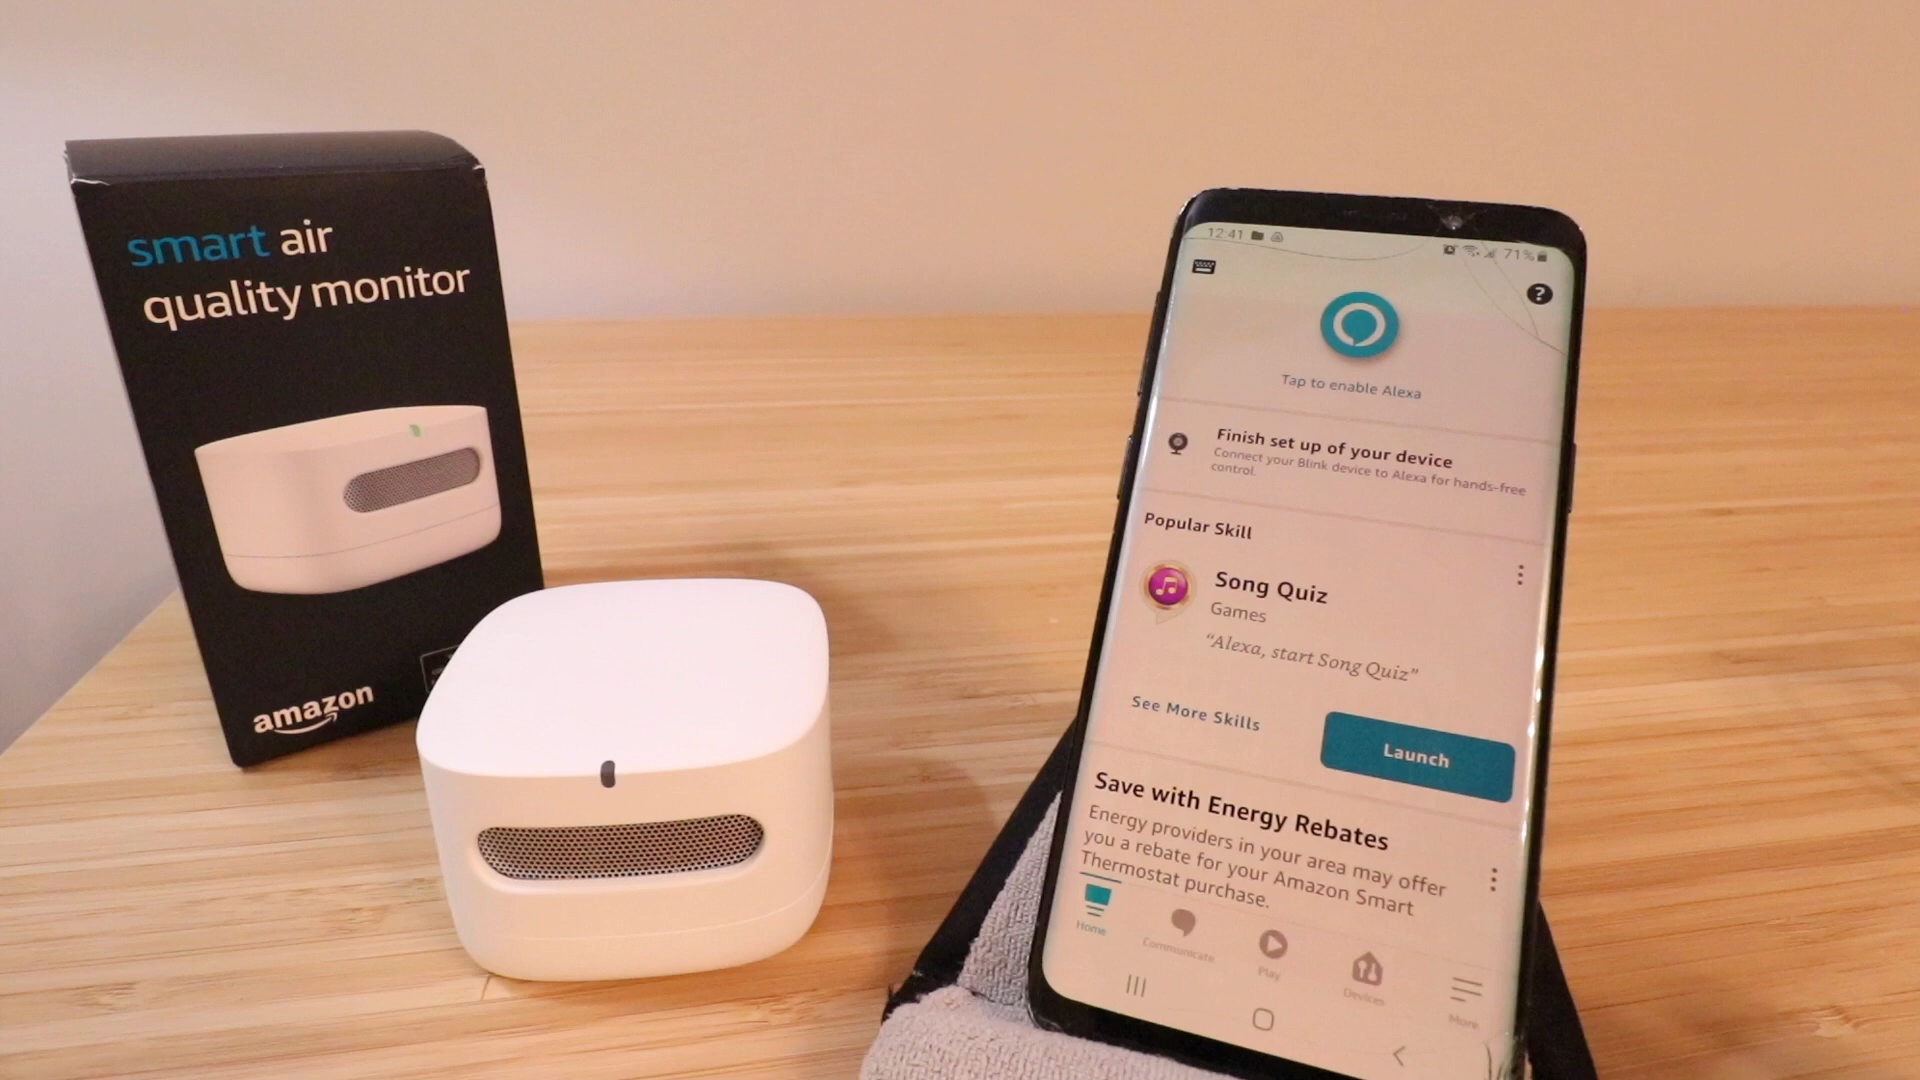 smart air
quality monitor
amazon
12:41
71%
?
Tap to enable Alexa
Finish set up of your device
Connect your Blink device to Alexa for hands-free
control.
Popular Skill
Song Quiz
Games
“Alexa, start Song Quiz”
See More Skills
Launch
Save with Energy Rebates
Energy providers in your area may offer
you a rebate for your Amazon Smart
Thermostat purchase.
Home
Communicate
Play
Devices
More